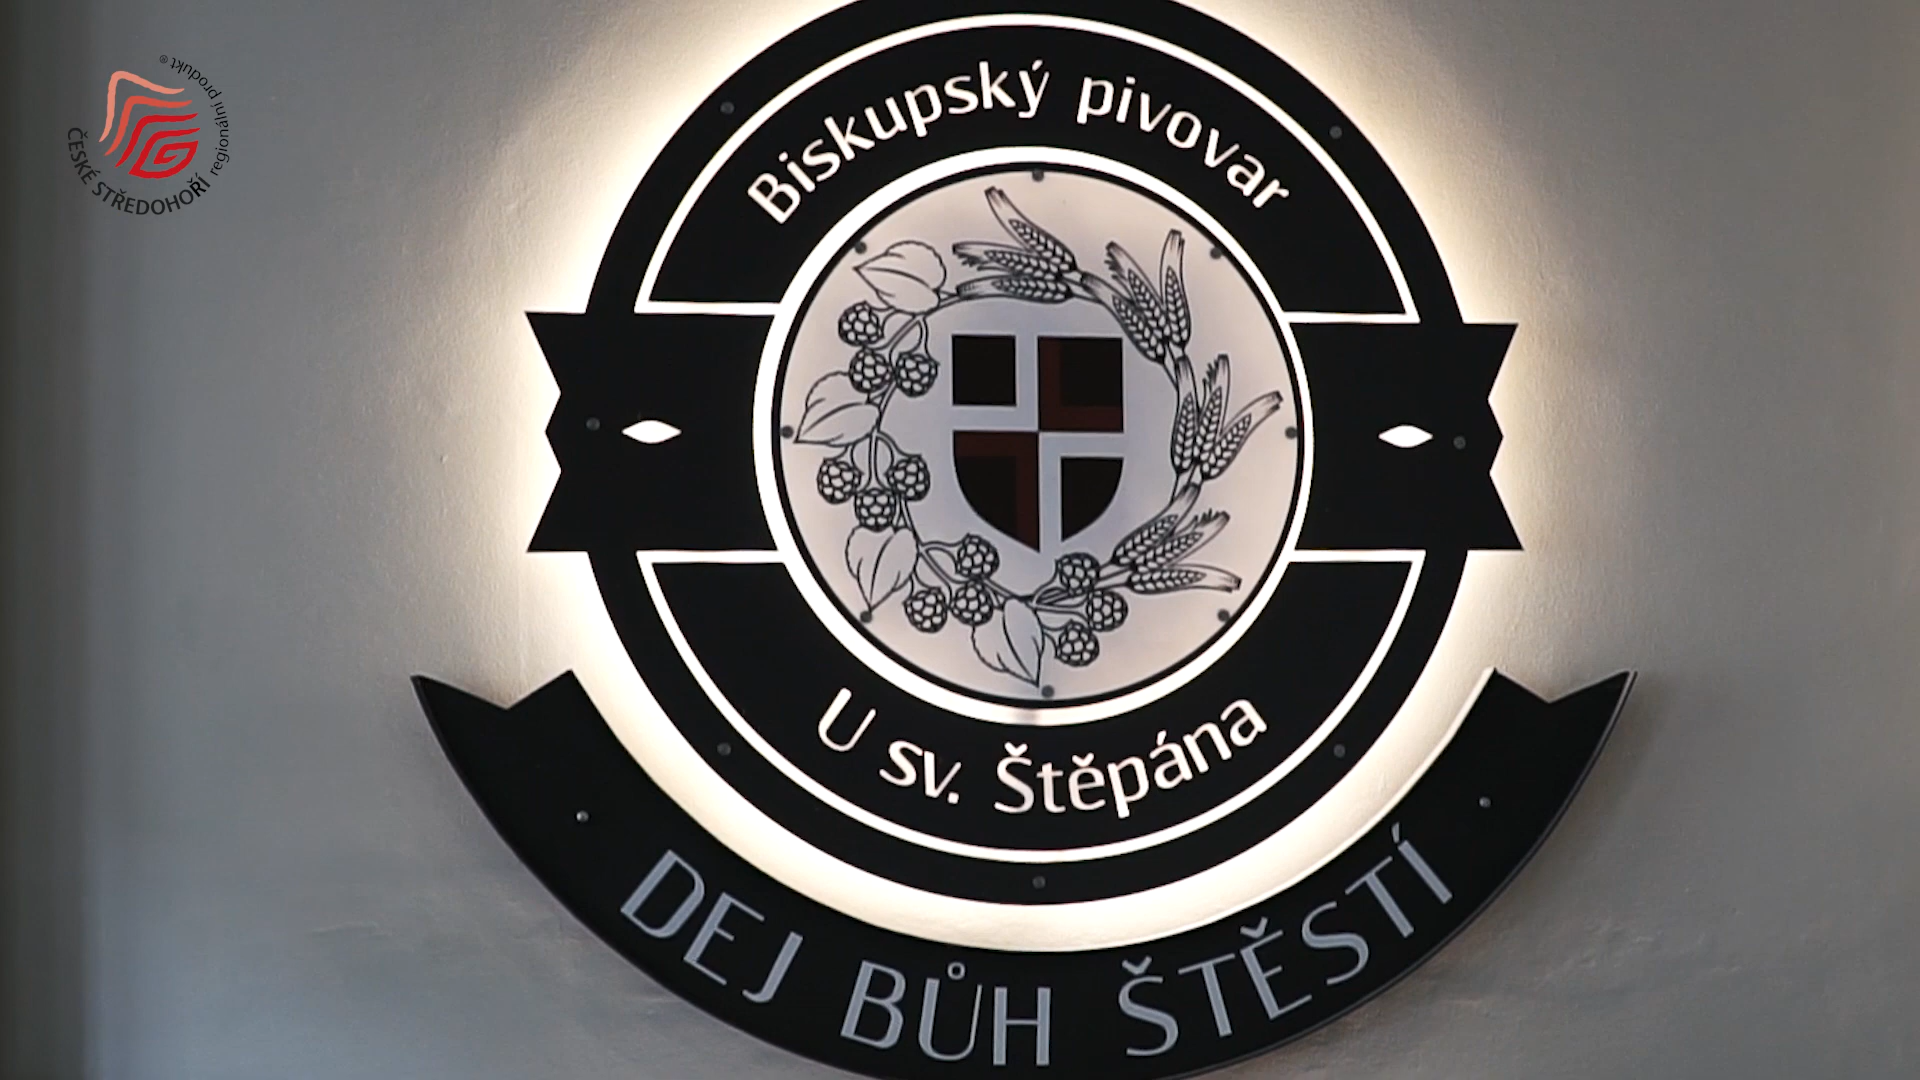 ČESKÉ STŘEDOHOŘÍ regionální produkt®
Biskupský pivovar
U sv. Štěpána
DEJ BŮH ŠTĚSTÍ